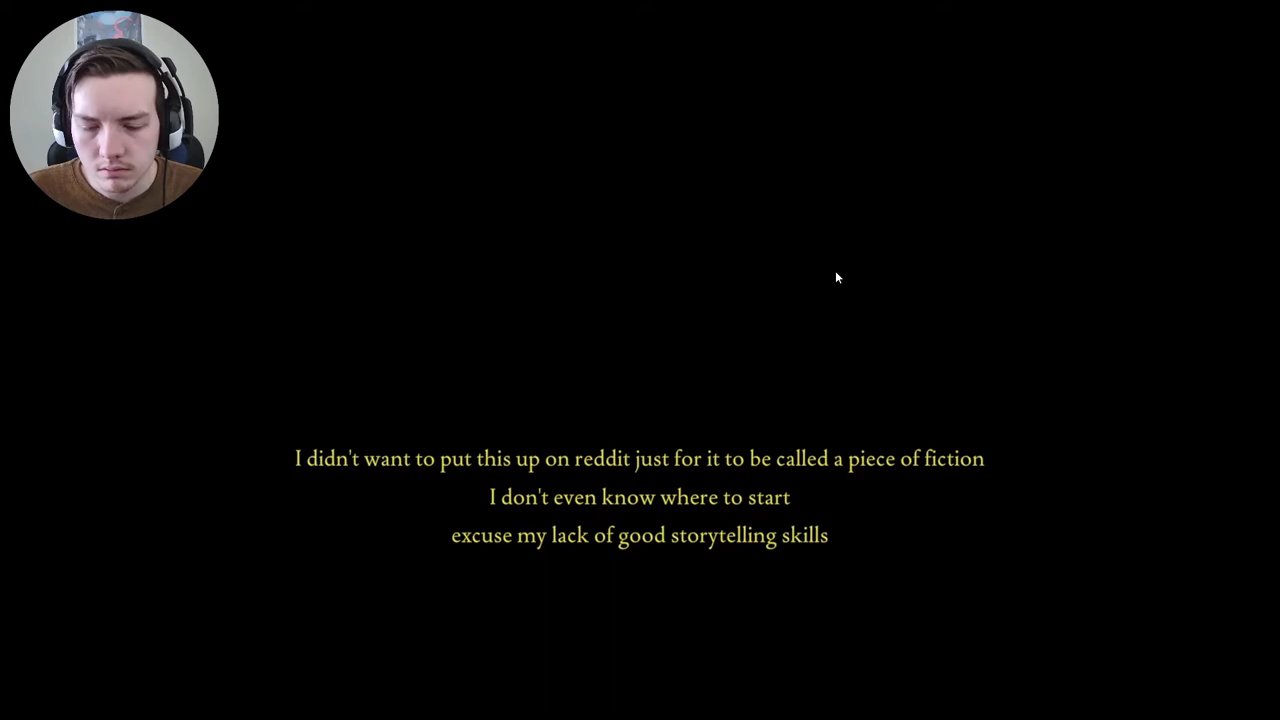 I didn't want to put this up on reddit just for it to be called a piece of fiction
I don't even know where to start
excuse my lack of good storytelling skills